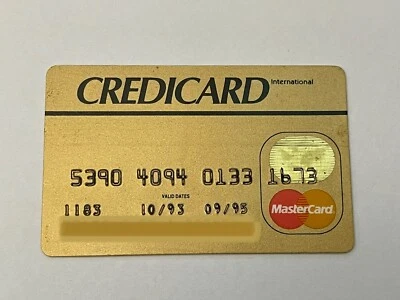 CREDICARD International
5390 4094 0133 1673
VALID DATES
1183 10/93 09/95
MasterCard